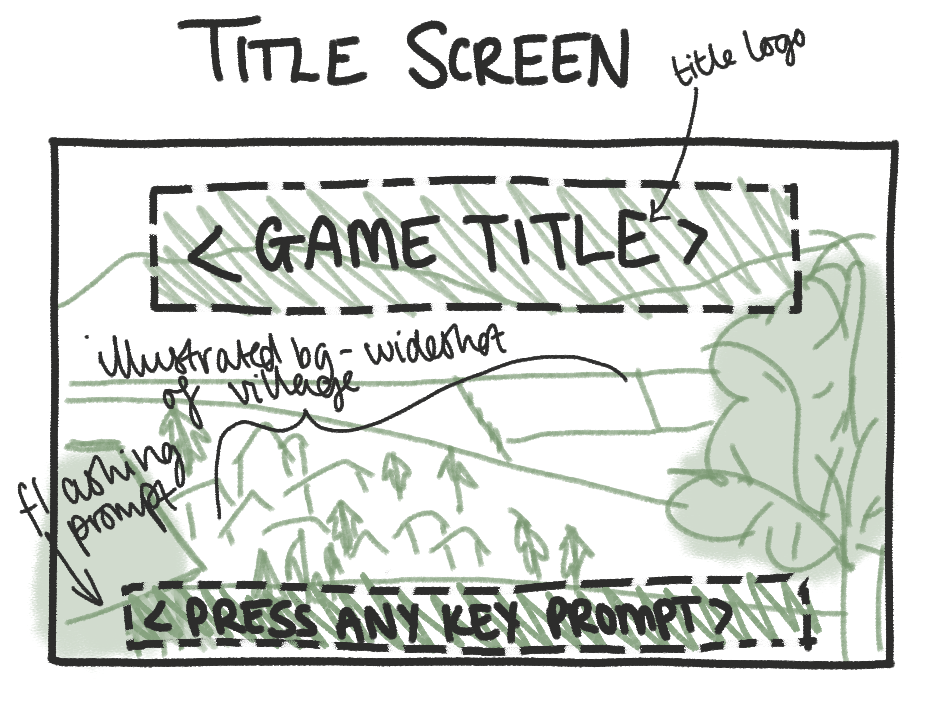 TITLE SCREEN
title logo
< GAME TITLE >
illustrated bg - wideshot
of village
flashing
prompt
< PRESS ANY KEY PROMPT >